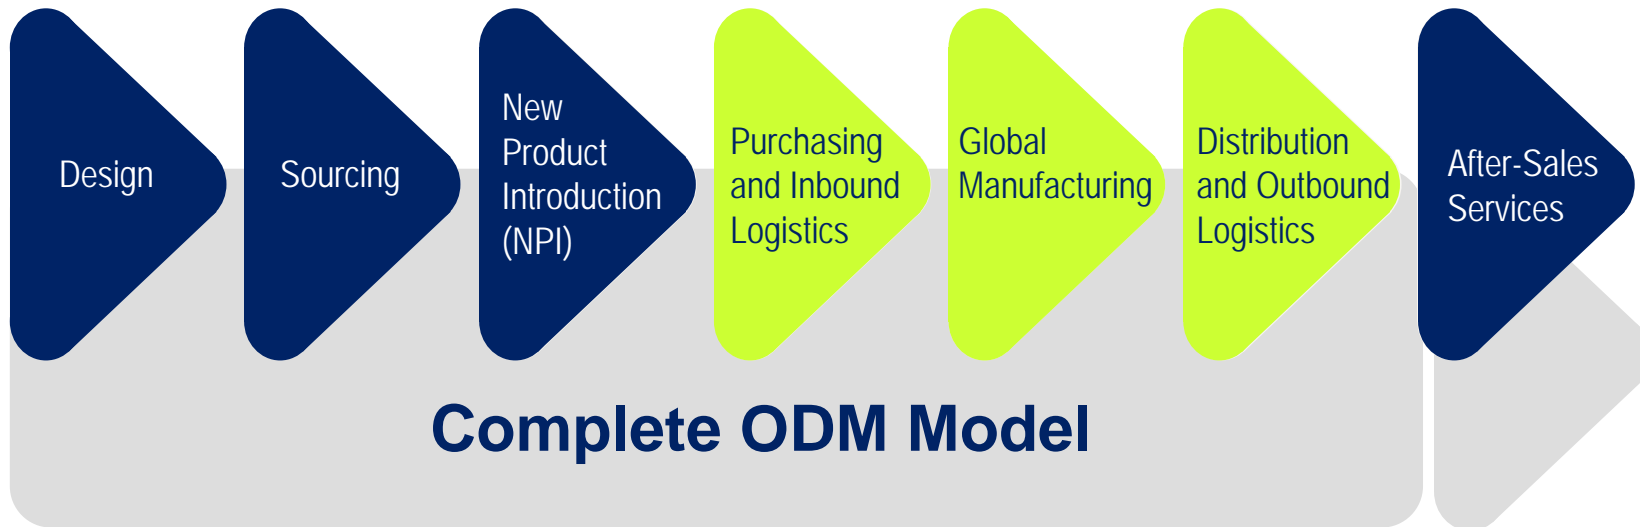 Design
Sourcing
New
Product
Introduction
(NPI)
Purchasing
and Inbound
Logistics
Global
Manufacturing
Distribution
and Outbound
Logistics
After-Sales
Services
Complete ODM Model